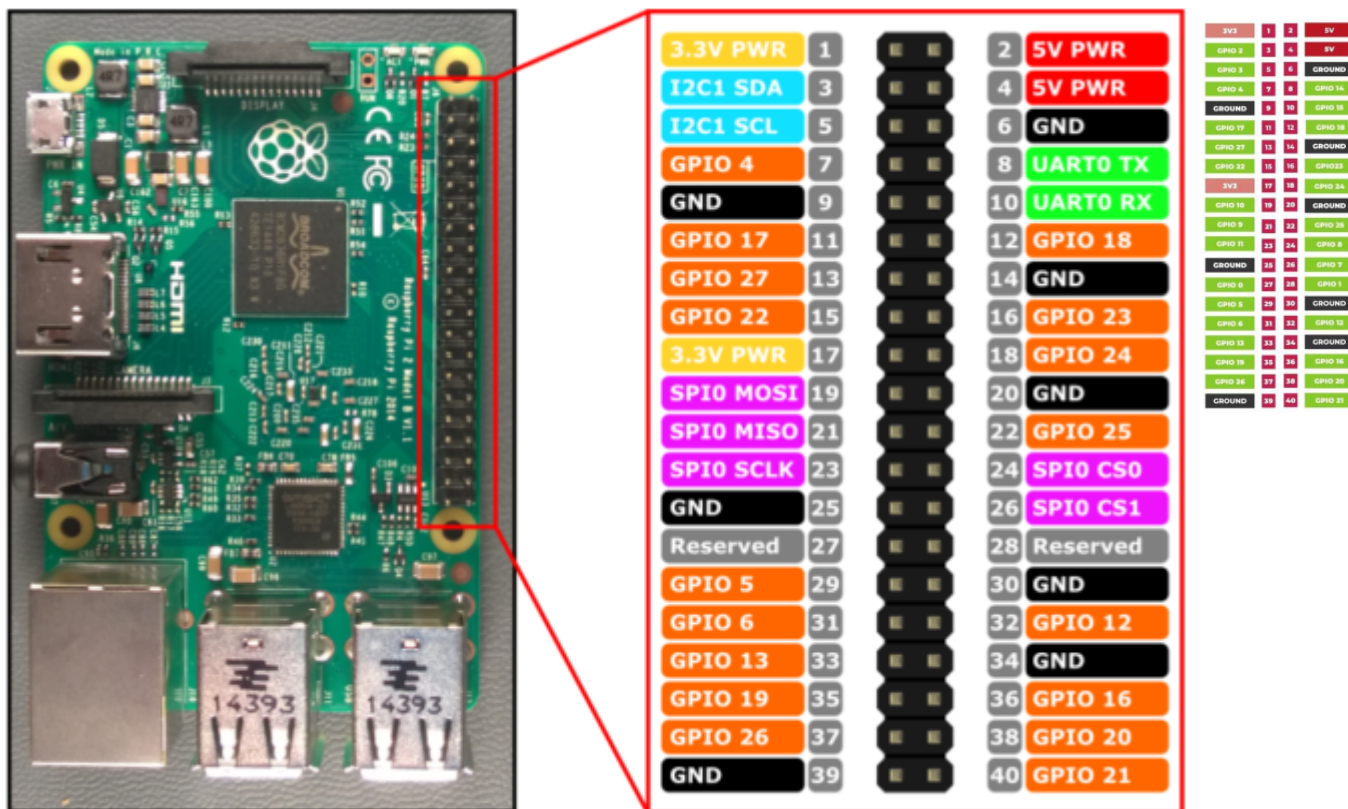 Made in P.R.C
DISPLAY
RUN
PWR IN
HDMI
CAMERA
BROADCOM
Raspberry Pi 2 Model B V1.1
© Raspberry Pi 2014
14393
14393
3.3V PWR 1 2 5V PWR
I2C1 SDA 3 4 5V PWR
I2C1 SCL 5 6 GND
GPIO 4 7 8 UART0 TX
GND 9 10 UART0 RX
GPIO 17 11 12 GPIO 18
GPIO 27 13 14 GND
GPIO 22 15 16 GPIO 23
3.3V PWR 17 18 GPIO 24
SPI0 MOSI 19 20 GND
SPI0 MISO 21 22 GPIO 25
SPI0 SCLK 23 24 SPI0 CS0
GND 25 26 SPI0 CS1
Reserved 27 28 Reserved
GPIO 5 29 30 GND
GPIO 6 31 32 GPIO 12
GPIO 13 33 34 GND
GPIO 19 35 36 GPIO 16
GPIO 26 37 38 GPIO 20
GND 39 40 GPIO 21
3V3 1 2 5V
GPIO 2 3 4 5V
GPIO 3 5 6 GROUND
GPIO 4 7 8 GPIO 14
GROUND 9 10 GPIO 15
GPIO 17 11 12 GPIO 18
GPIO 27 13 14 GROUND
GPIO 22 15 16 GPIO23
3V3 17 18 GPIO 24
GPIO 10 19 20 GROUND
GPIO 9 21 22 GPIO 25
GPIO 11 23 24 GPIO 8
GROUND 25 26 GPIO 7
GPIO 0 27 28 GPIO 1
GPIO 5 29 30 GROUND
GPIO 6 31 32 GPIO 12
GPIO 13 33 34 GROUND
GPIO 19 35 36 GPIO 16
GPIO 26 37 38 GPIO 20
GROUND 39 40 GPIO 21